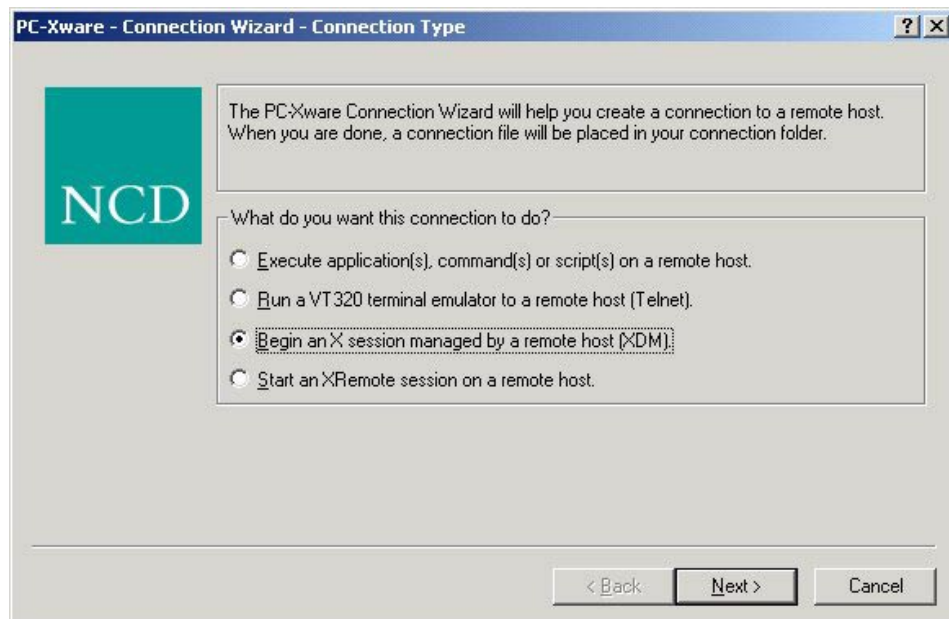 PC-Xware - Connection Wizard - Connection Type
The PC-Xware Connection Wizard will help you create a connection to a remote host.
When you are done, a connection file will be placed in your connection folder.
NCD
What do you want this connection to do?
Execute application(s), command(s) or script(s) on a remote host.
Run a VT320 terminal emulator to a remote host (Telnet).
Begin an X session managed by a remote host (XDM).
Start an XRemote session on a remote host.
< Back
Next >
Cancel